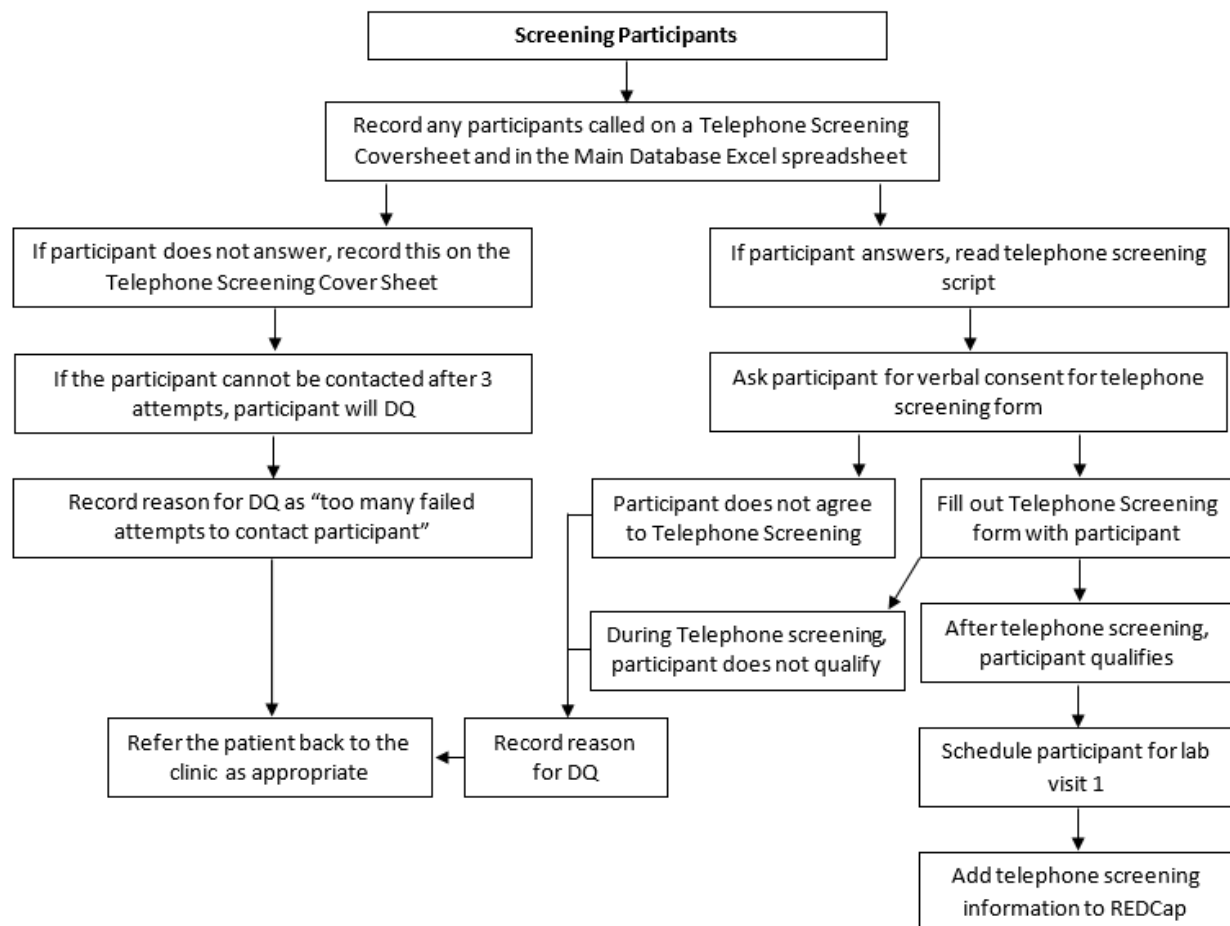 Screening Participants
Record any participants called on a Telephone Screening
Coversheet and in the Main Database Excel spreadsheet
If participant does not answer, record this on the
Telephone Screening Cover Sheet
If participant answers, read telephone screening
script
If the participant cannot be contacted after 3
attempts, participant will DQ
Ask participant for verbal consent for telephone
screening form
Record reason for DQ as “too many failed
attempts to contact participant”
Participant does not agree
to Telephone Screening
Fill out Telephone Screening
form with participant
During Telephone screening,
participant does not qualify
After telephone screening,
participant qualifies
Refer the patient back to the
clinic as appropriate
Record reason
for DQ
Schedule participant for lab
visit 1
Add telephone screening
information to REDCap